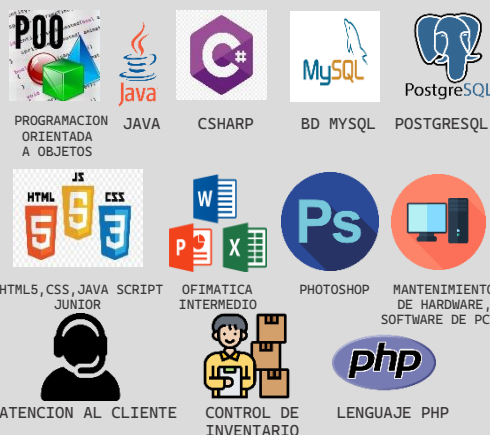 POO
Java
C#
MySQL
PostgreSQL
PROGRAMACION
ORIENTADA
A OBJETOS
JAVA
CSHARP
BD MYSQL
POSTGRESQL
JS
HTML
CSS
5
5
3
W
P
X
Ps
HTML5,CSS,JAVA SCRIPT
JUNIOR
OFIMATICA
INTERMEDIO
PHOTOSHOP
MANTENIMIENTO
DE HARDWARE,
SOFTWARE DE PC
php
ATENCION AL CLIENTE
CONTROL DE
INVENTARIO
LENGUAJE PHP